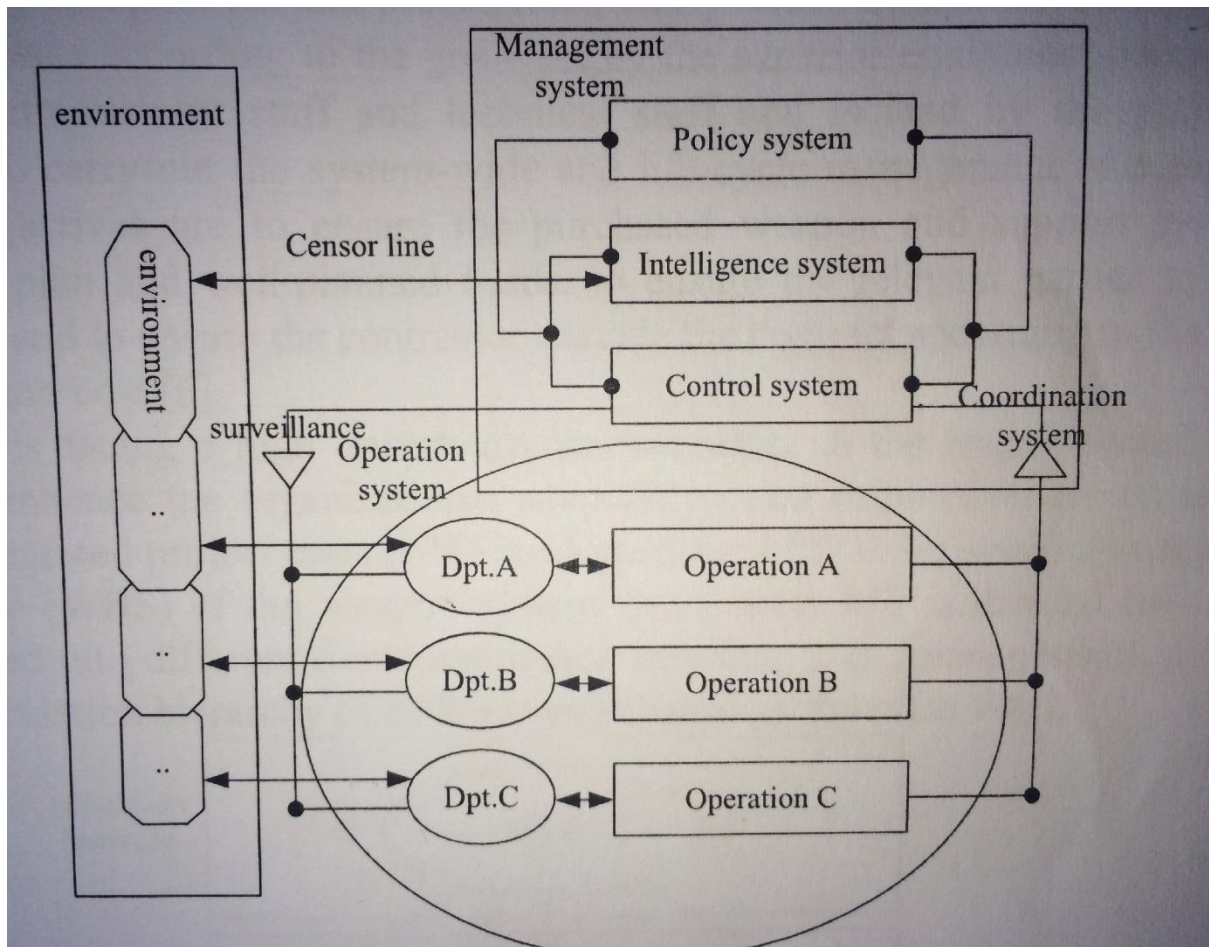 Management
system
environment
Policy system
environment
Censor line
Intelligence system
Control system
Coordination
system
surveillance
Operation
system
Dpt.A
Operation A
Dpt.B
Operation B
Dpt.C
Operation C